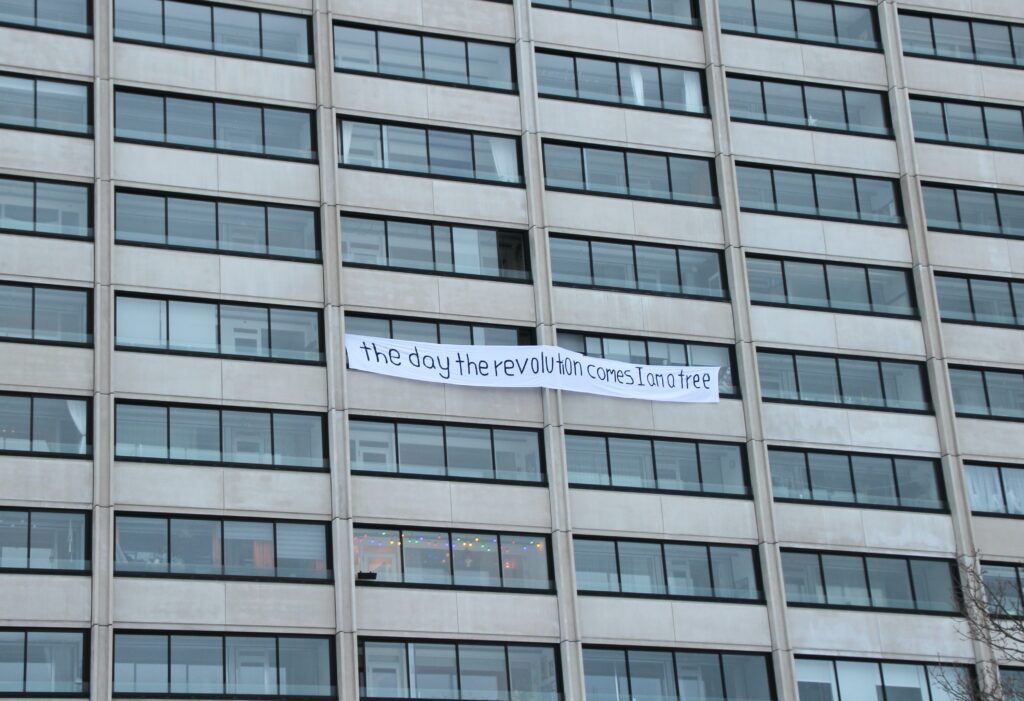 the day the revolution comes I am a tree